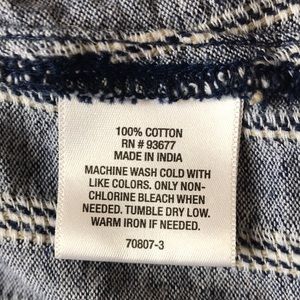 100% COTTON
RN # 93677
MADE IN INDIA
MACHINE WASH COLD WITH
LIKE COLORS. ONLY NON-
CHLORINE BLEACH WHEN
NEEDED. TUMBLE DRY LOW.
WARM IRON IF NEEDED.
70807-3